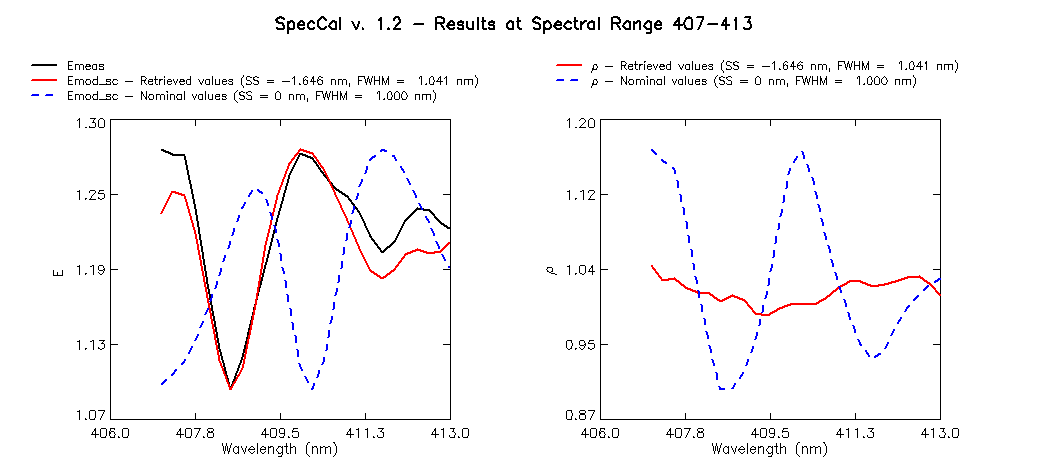 SpecCal v. 1.2 – Results at Spectral Range 407–413
Emeas
Emod_sc – Retrieved values (SS = –1.646 nm, FWHM = 1.041 nm)
Emod_sc – Nominal values (SS = 0 nm, FWHM = 1.000 nm)
1.30
1.25
1.19
1.13
1.07
E
406.0 407.8 409.5 411.3 413.0
Wavelength (nm)
ρ – Retrieved values (SS = –1.646 nm, FWHM = 1.041 nm)
ρ – Nominal values (SS = 0 nm, FWHM = 1.000 nm)
1.20
1.12
1.04
0.95
0.87
ρ
406.0 407.8 409.5 411.3 413.0
Wavelength (nm)